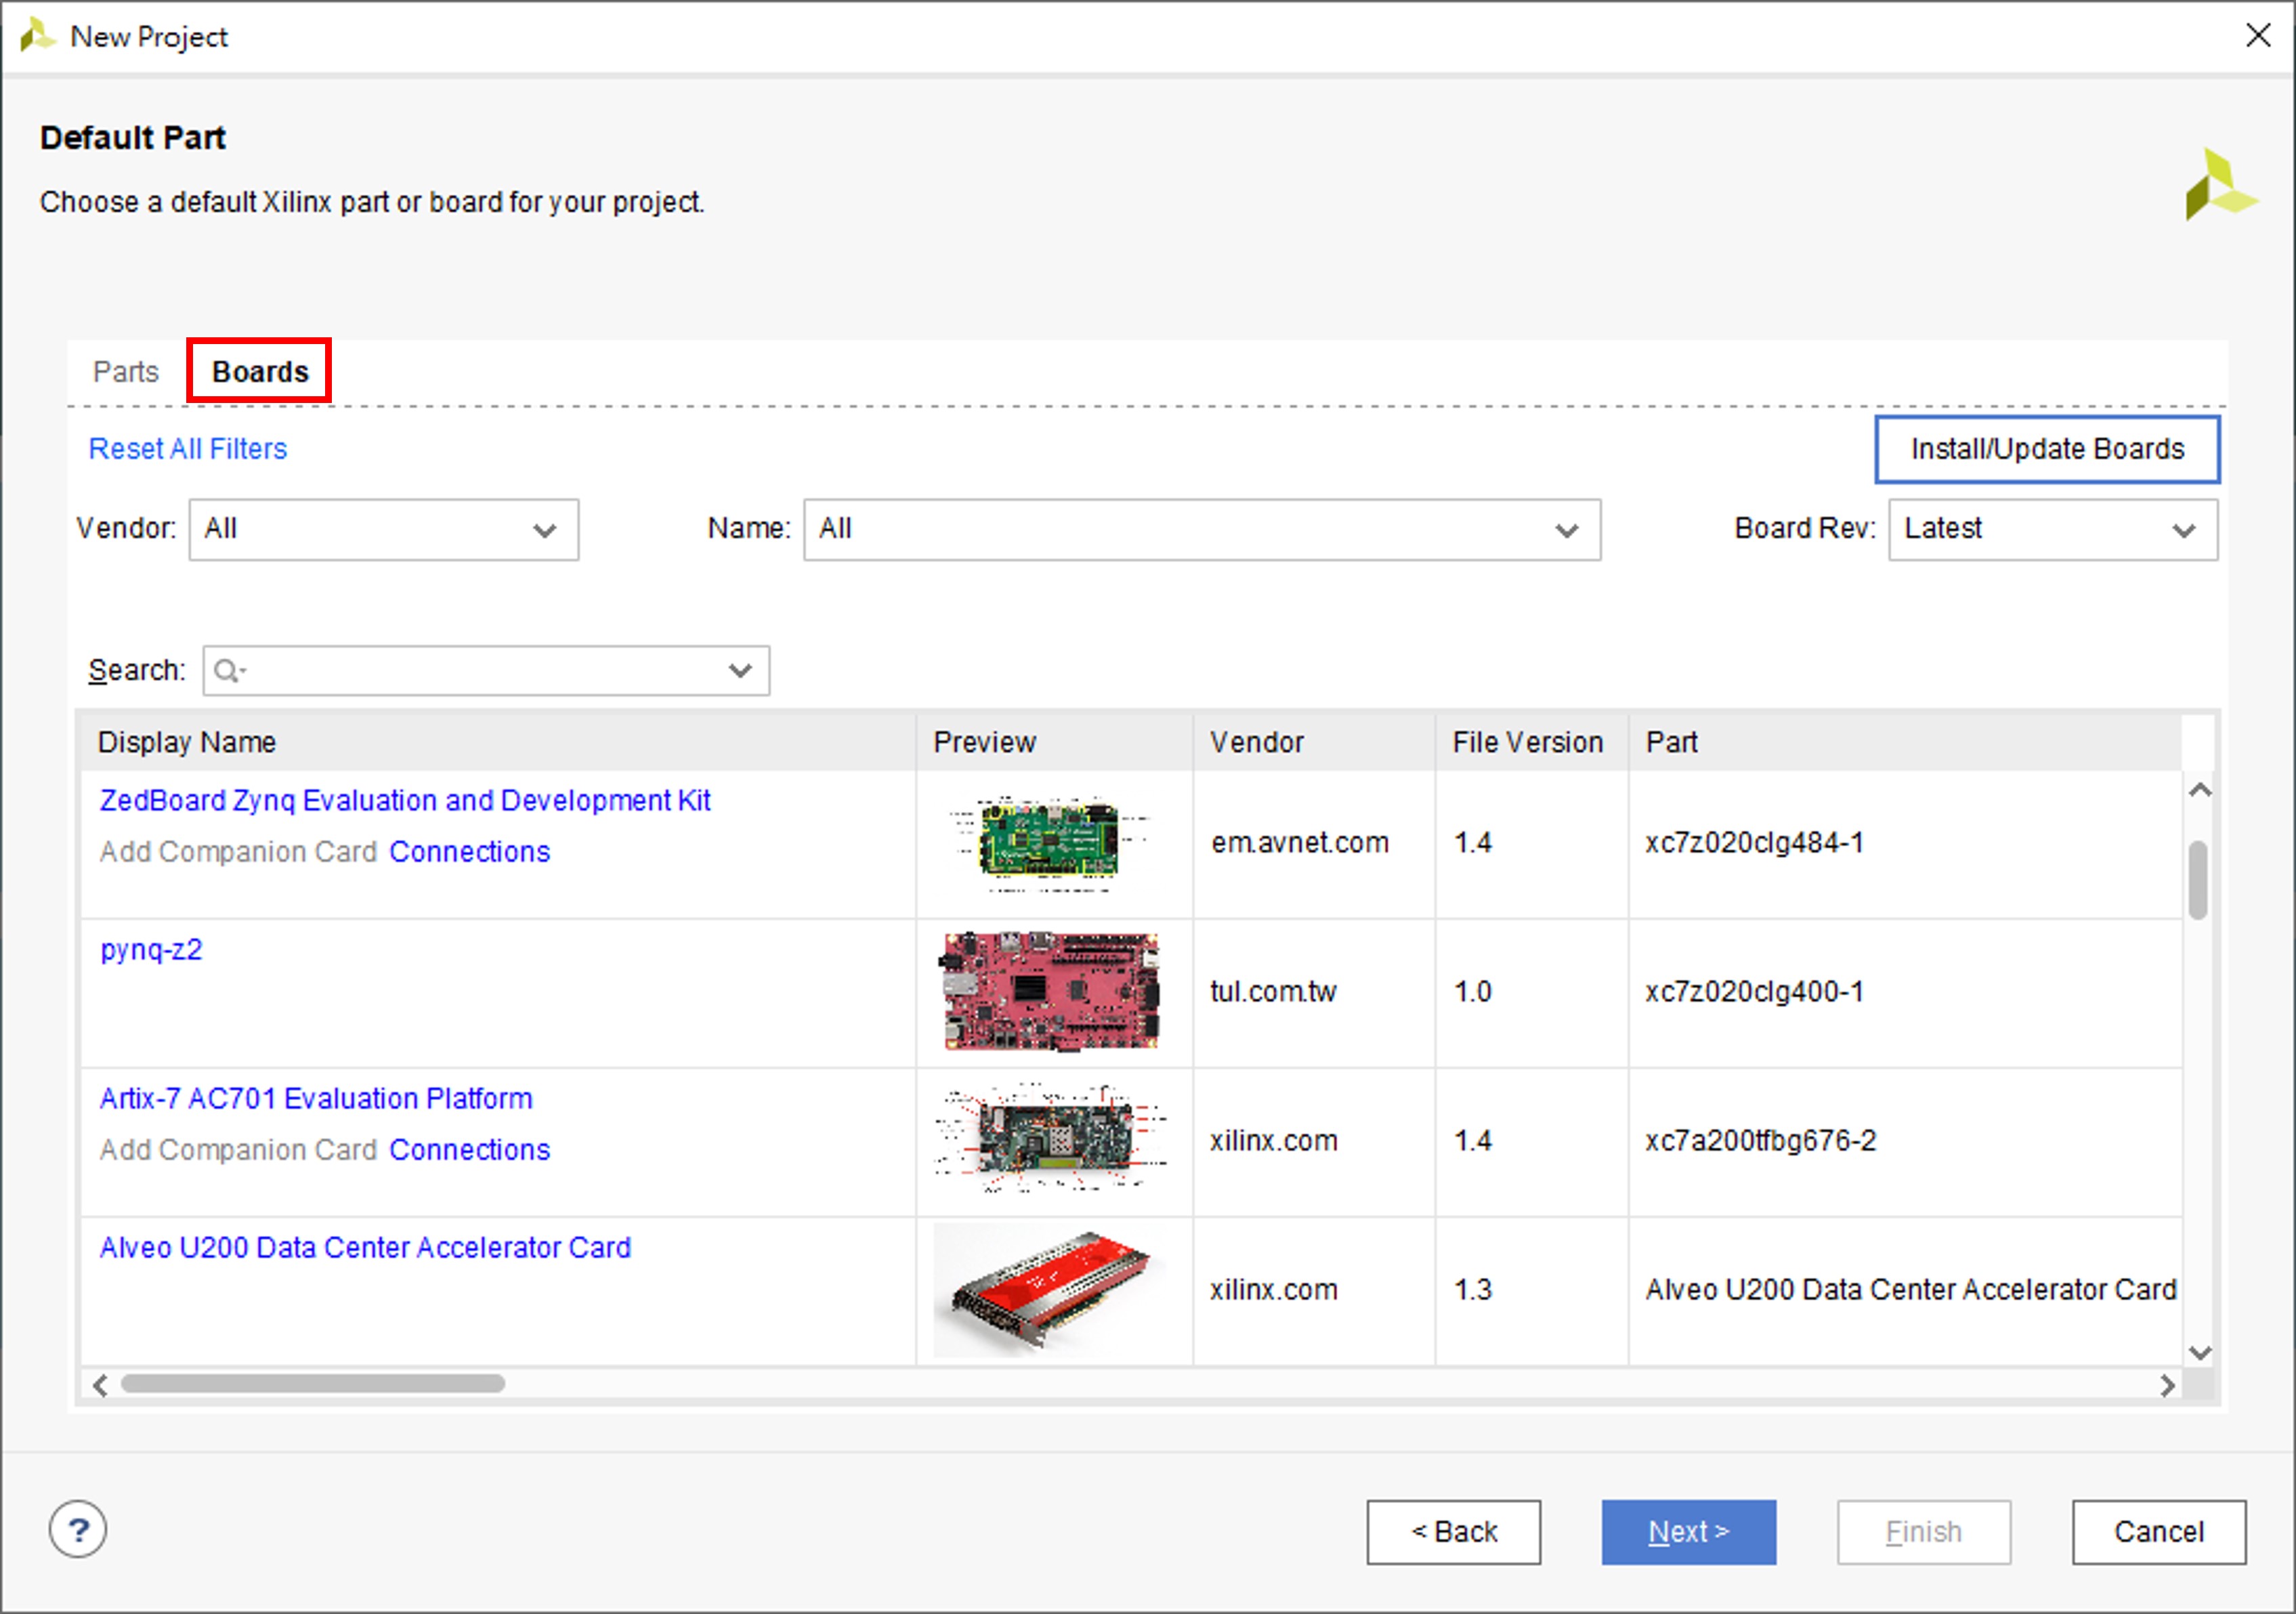 New Project
Default Part
Choose a default Xilinx part or board for your project.
Parts Boards
Reset All Filters Install/Update Boards
Vendor: All Name: All Board Rev: Latest
Search:
Display Name Preview Vendor File Version Part
ZedBoard Zynq Evaluation and Development Kit
Add Companion Card Connections
em.avnet.com 1.4 xc7z020clg484-1
pynq-z2
tul.com.tw 1.0 xc7z020clg400-1
Artix-7 AC701 Evaluation Platform
Add Companion Card Connections
xilinx.com 1.4 xc7a200tfbg676-2
Alveo U200 Data Center Accelerator Card
xilinx.com 1.3 Alveo U200 Data Center Accelerator Card
? < Back Next > Finish Cancel